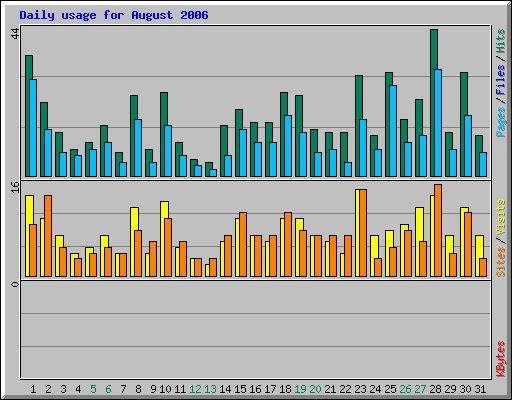 Daily usage for August 2006
44
16
0
Pages / Files / Hits
Sites / Visits
KBytes
1 2 3 4 5 6 7 8 9 10 11 12 13 14 15 16 17 18 19 20 21 22 23 24 25 26 27 28 29 30 31